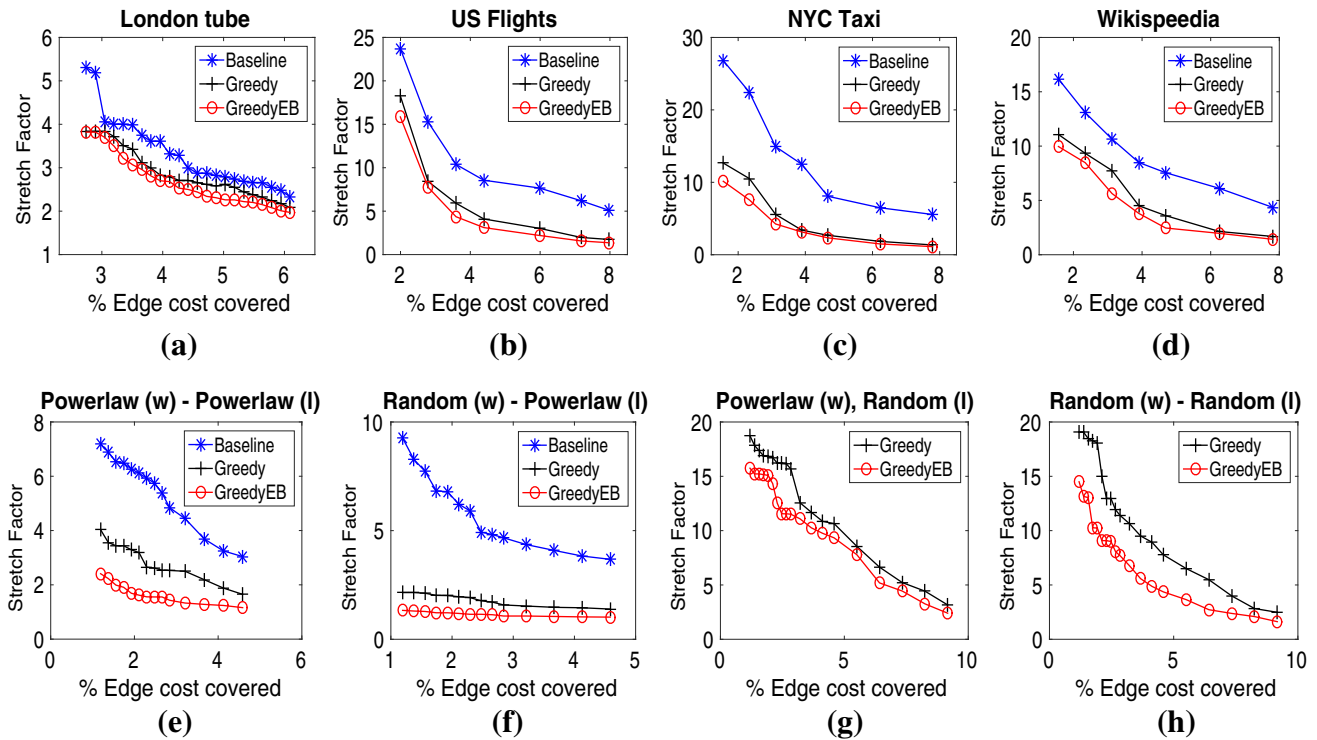 London tube
6
5
4
3
2
1
3 4 5 6
Stretch Factor
% Edge cost covered
Baseline
Greedy
GreedyEB
(a)
US Flights
25
20
15
10
5
0
2 4 6 8
Stretch Factor
% Edge cost covered
Baseline
Greedy
GreedyEB
(b)
NYC Taxi
30
20
10
0
2 4 6 8
Stretch Factor
% Edge cost covered
Baseline
Greedy
GreedyEB
(c)
Wikispeedia
20
15
10
5
0
2 4 6 8
Stretch Factor
% Edge cost covered
Baseline
Greedy
GreedyEB
(d)
Powerlaw (w) - Powerlaw (l)
8
6
4
2
0
0 2 4 6
Stretch Factor
% Edge cost covered
Baseline
Greedy
GreedyEB
(e)
Random (w) - Powerlaw (l)
10
5
0
1 2 3 4 5
Stretch Factor
% Edge cost covered
Baseline
Greedy
GreedyEB
(f)
Powerlaw (w), Random (l)
20
15
10
5
0
0 5 10
Stretch Factor
% Edge cost covered
Greedy
GreedyEB
(g)
Random (w) - Random (l)
20
15
10
5
0
0 5 10
Stretch Factor
% Edge cost covered
Greedy
GreedyEB
(h)